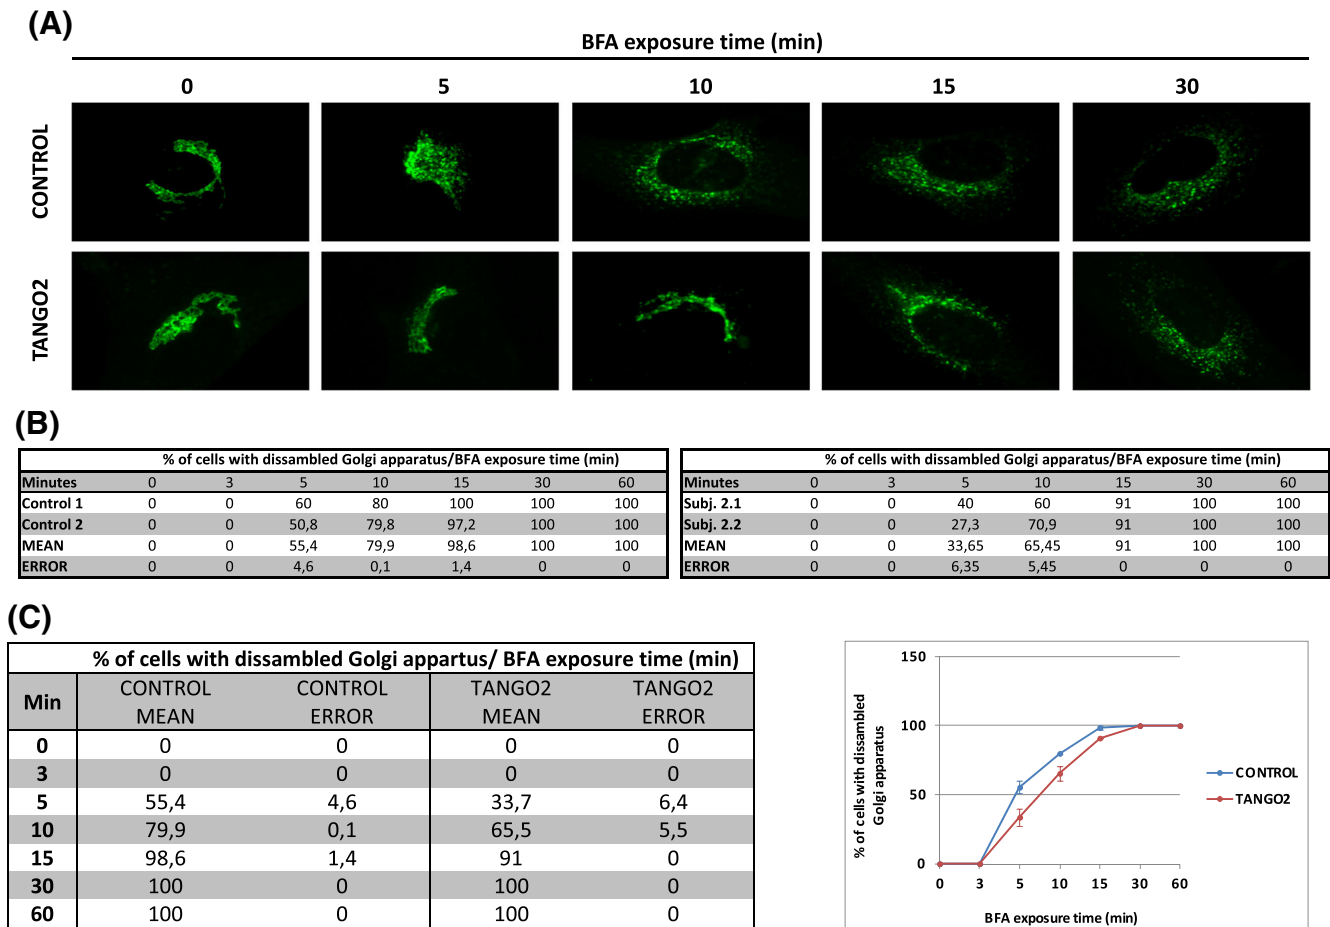 (A)
BFA exposure time (min)
0 5 10 15 30
CONTROL
TANGO2
(B)
% of cells with dissambled Golgi apparatus/BFA exposure time (min)
Minutes 0 3 5 10 15 30 60
Control 1 0 0 60 80 100 100 100
Control 2 0 0 50,8 79,8 97,2 100 100
MEAN 0 0 55,4 79,9 98,6 100 100
ERROR 0 0 4,6 0,1 1,4 0 0
% of cells with dissambled Golgi apparatus/BFA exposure time (min)
Minutes 0 3 5 10 15 30 60
Subj. 2.1 0 0 40 60 91 100 100
Subj. 2.2 0 0 27,3 70,9 91 100 100
MEAN 0 0 33,65 65,45 91 100 100
ERROR 0 0 6,35 5,45 0 0 0
(C)
% of cells with dissambled Golgi appartus/ BFA exposure time (min)
Min CONTROL MEAN CONTROL ERROR TANGO2 MEAN TANGO2 ERROR
0 0 0 0 0
3 0 0 0 0
5 55,4 4,6 33,7 6,4
10 79,9 0,1 65,5 5,5
15 98,6 1,4 91 0
30 100 0 100 0
60 100 0 100 0
% of cells with dissambled
Golgi apparatus
150
100
50
0
0 3 5 10 15 30 60
BFA exposure time (min)
CONTROL
TANGO2